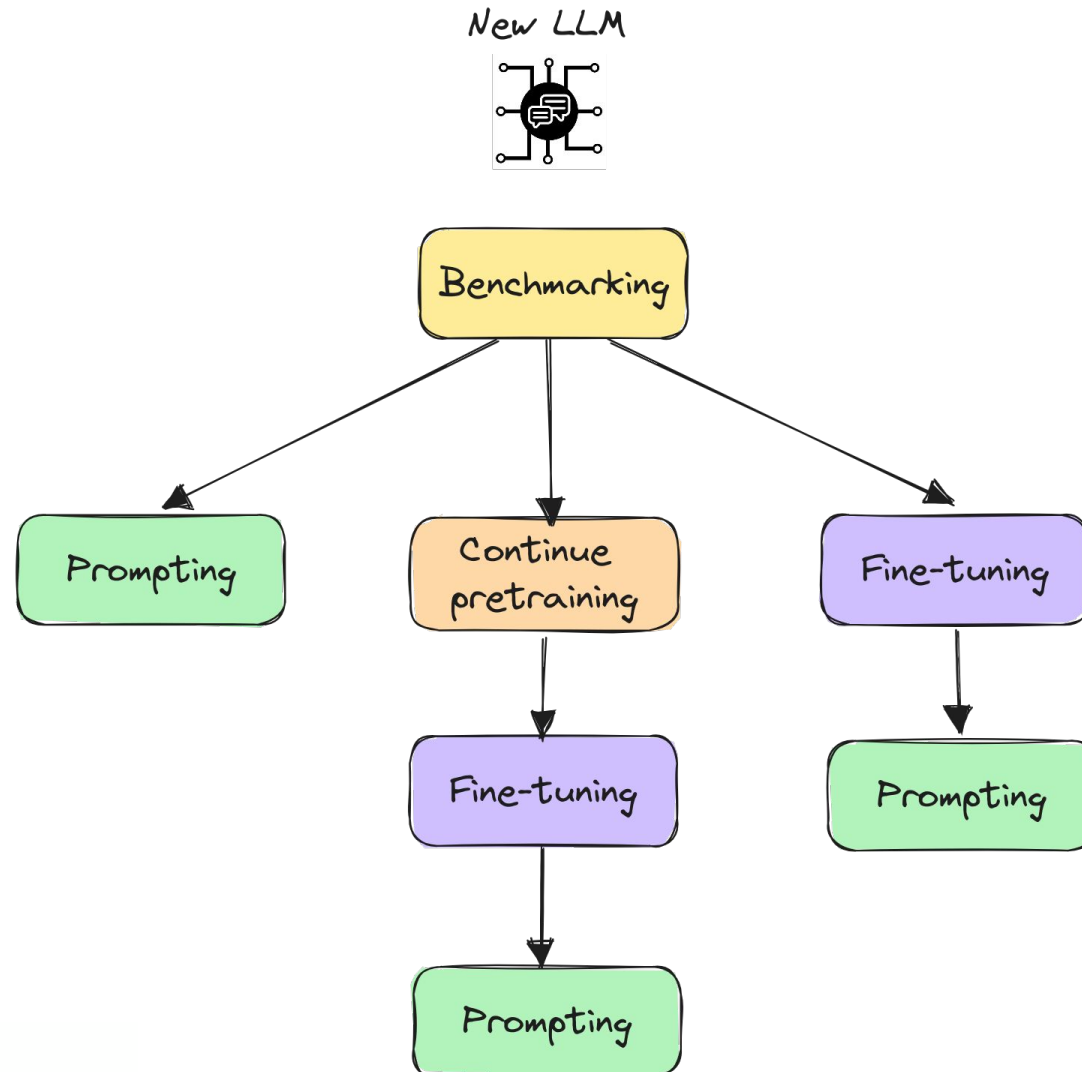 New LLM
Benchmarking
Prompting
Continue
pretraining
Fine-tuning
Fine-tuning
Prompting
Prompting